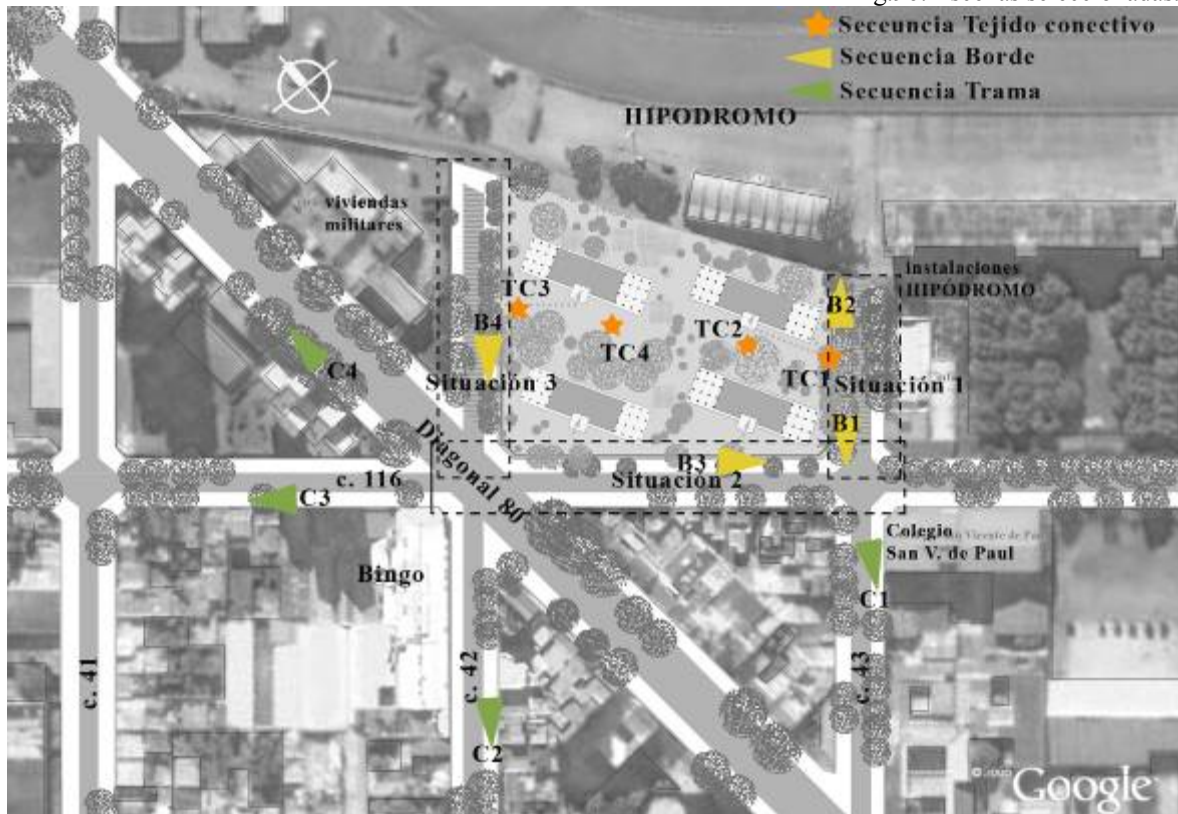 Seceuncia Tejido conectivo
Secuencia Borde
Secuencia Trama
HIPODROMO
viviendas
militares
instalaciones
HIPÓDROMO
TC3
B2
B4
TC4
TC2
TC1
Situación 1
C4
Situación 3
B1
Diagonal 80
B3
c. 116
Situación 2
C3
Colegio
San V. de Paul
Bingo
C1
c. 41
c. 42
c. 43
C2
Google